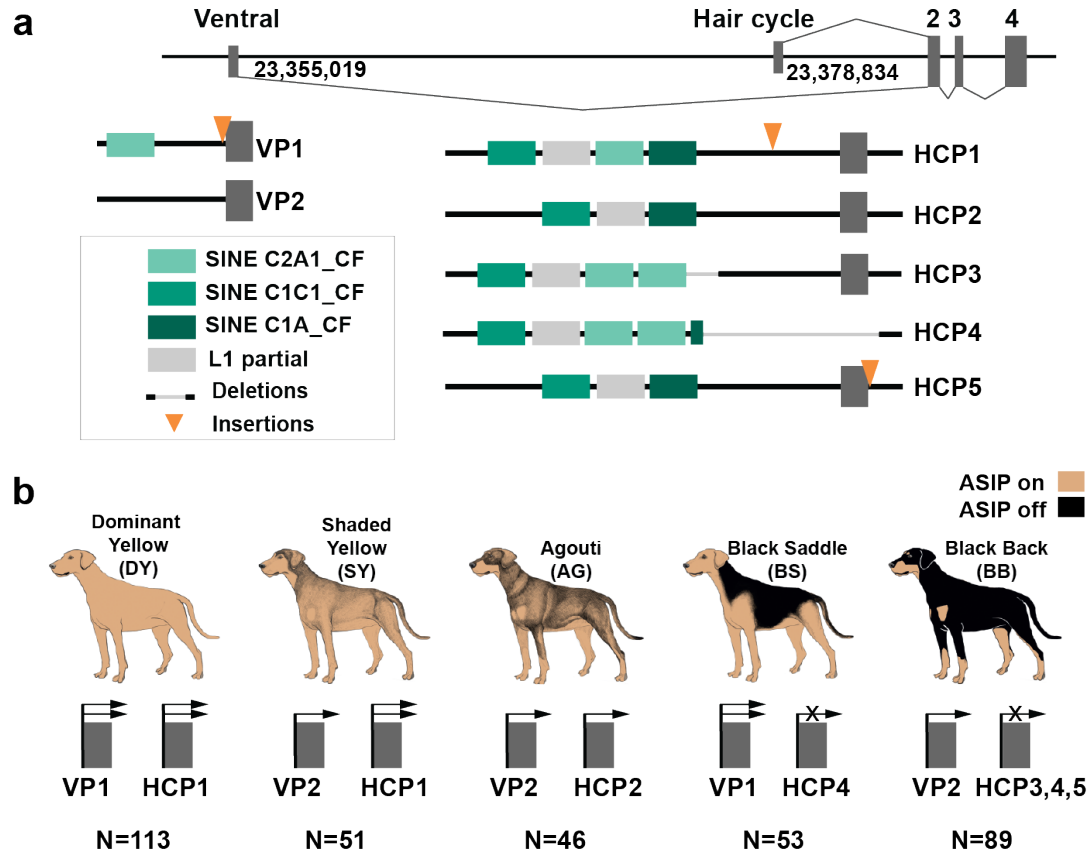 a
Ventral
Hair cycle
2 3 4
23,355,019
23,378,834
VP1
VP2
HCP1
HCP2
HCP3
HCP4
HCP5
SINE C2A1_CF
SINE C1C1_CF
SINE C1A_CF
L1 partial
Deletions
Insertions
b
ASIP on
ASIP off
Dominant
Yellow
(DY)
Shaded
Yellow
(SY)
Agouti
(AG)
Black Saddle
(BS)
Black Back
(BB)
X
X
VP1 HCP1
VP2 HCP1
VP2 HCP2
VP1 HCP4
VP2 HCP3,4,5
N=113
N=51
N=46
N=53
N=89